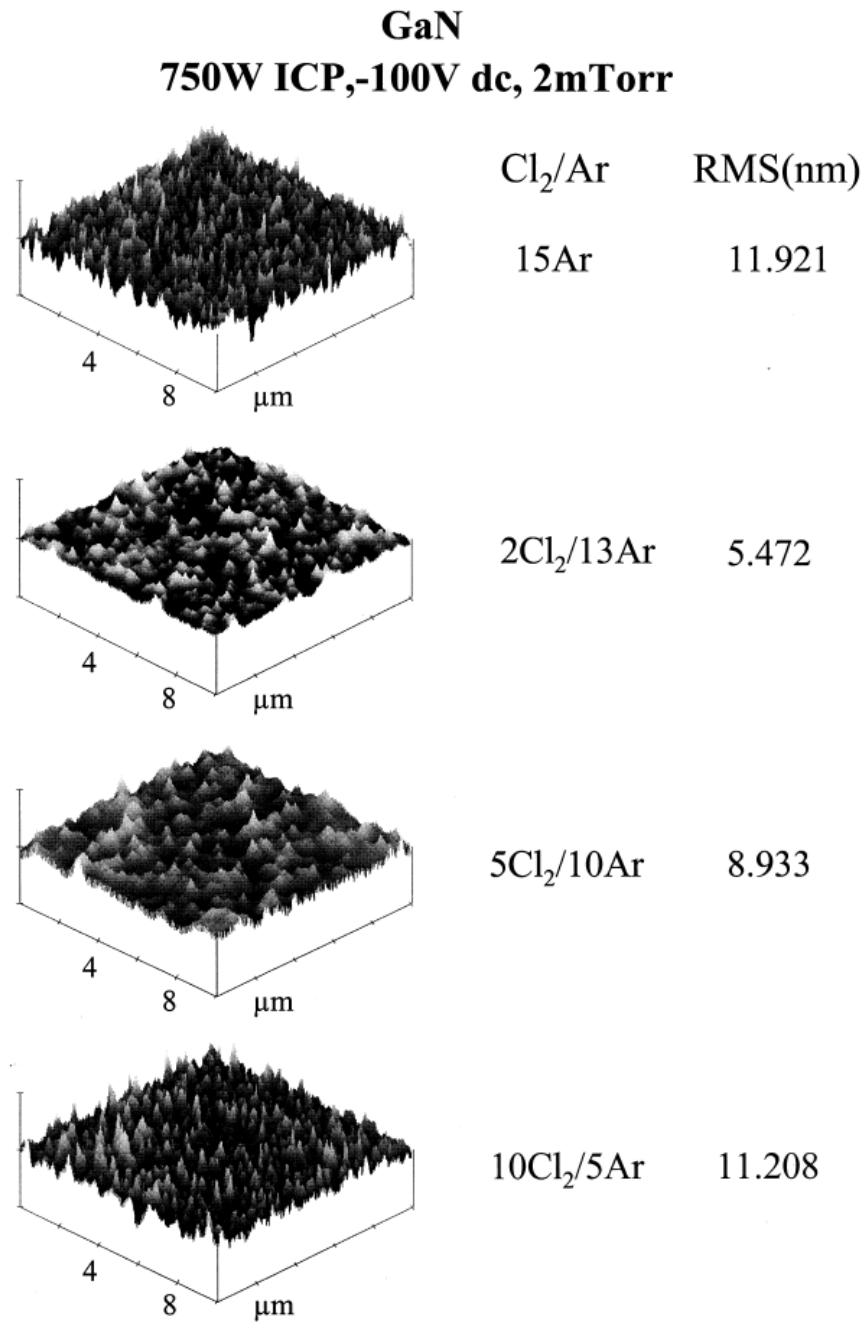 GaN
750W ICP,-100V dc, 2mTorr
Cl₂/Ar RMS(nm)
15Ar 11.921
4
8 µm
2Cl₂/13Ar 5.472
4
8 µm
5Cl₂/10Ar 8.933
4
8 µm
10Cl₂/5Ar 11.208
4
8 µm